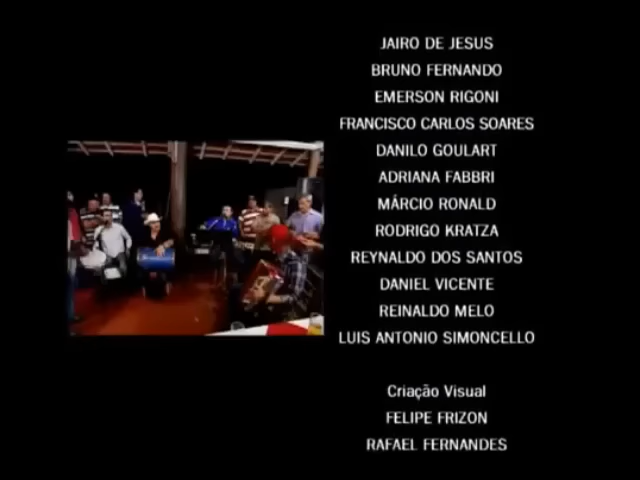 JAIRO DE JESUS
BRUNO FERNANDO
EMERSON RIGONI
FRANCISCO CARLOS SOARES
DANILO GOULART
ADRIANA FABBRI
MÁRCIO RONALD
RODRIGO KRATZA
REYNALDO DOS SANTOS
DANIEL VICENTE
REINALDO MELO
LUIS ANTONIO SIMONCELLO
Criação Visual
FELIPE FRIZON
RAFAEL FERNANDES